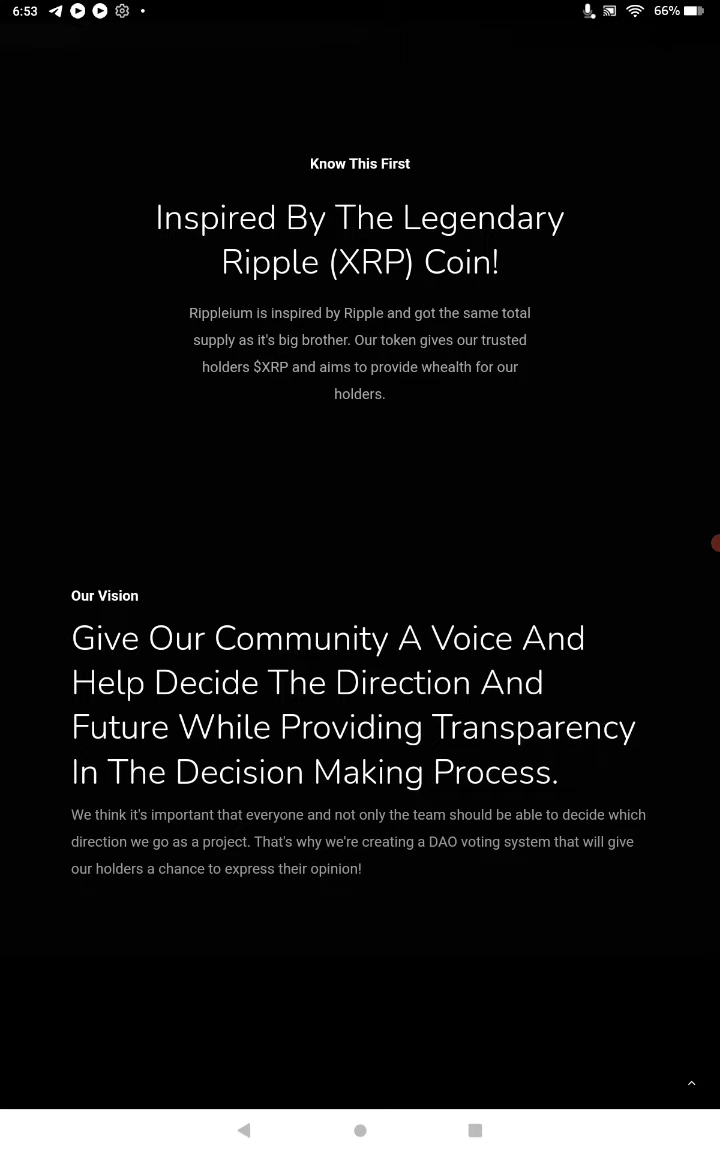 6:53
66%
Know This First
Inspired By The Legendary
Ripple (XRP) Coin!
Rippleium is inspired by Ripple and got the same total
supply as it's big brother. Our token gives our trusted
holders $XRP and aims to provide whealth for our
holders.
Our Vision
Give Our Community A Voice And
Help Decide The Direction And
Future While Providing Transparency
In The Decision Making Process.
We think it's important that everyone and not only the team should be able to decide which
direction we go as a project. That's why we're creating a DAO voting system that will give
our holders a chance to express their opinion!